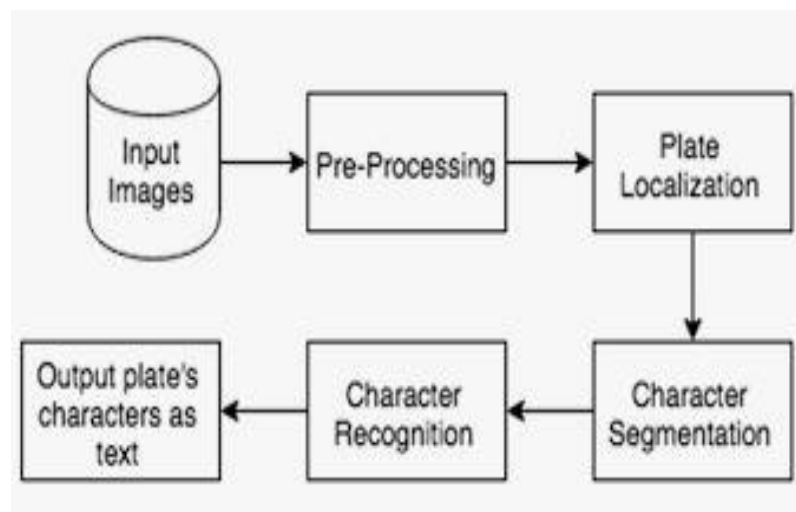 Input
Images
Pre-Processing
Plate
Localization
Character
Segmentation
Character
Recognition
Output plate's
characters as
text